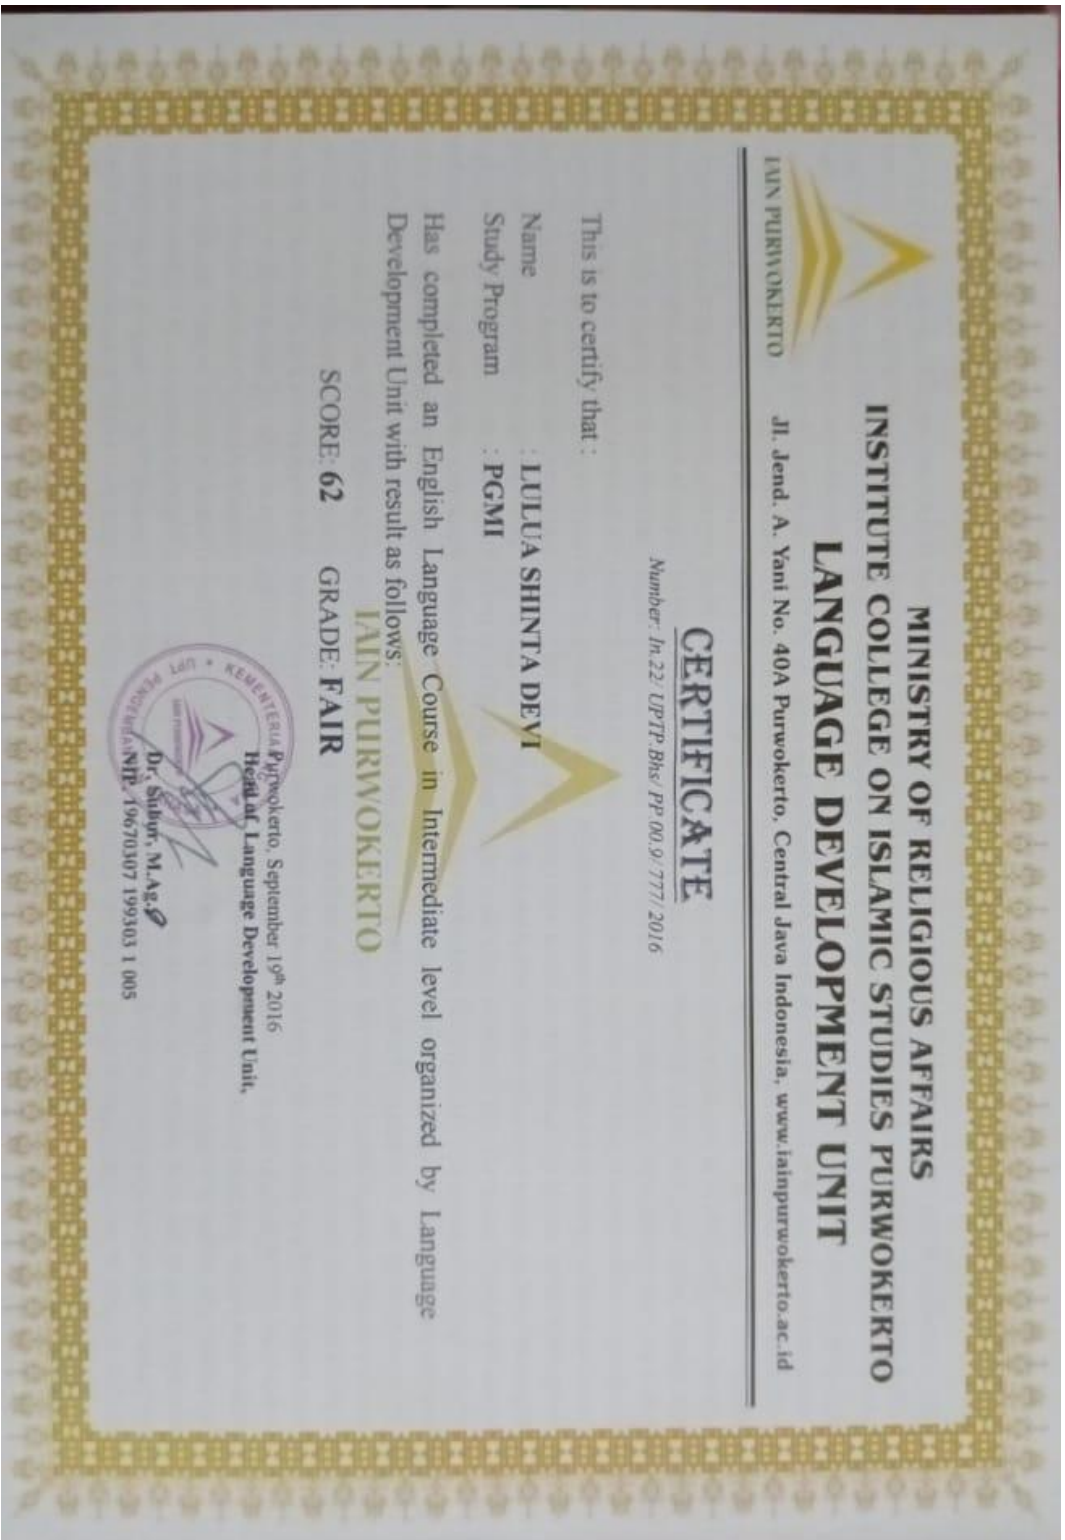 MINISTRY OF RELIGIOUS AFFAIRS
INSTITUTE COLLEGE ON ISLAMIC STUDIES PURWOKERTO
LANGUAGE DEVELOPMENT UNIT
Jl. Jend. A. Yani No. 40A Purwokerto, Central Java Indonesia, www.iainpurwokerto.ac.id
IAIN PURWOKERTO
CERTIFICATE
Number: In.22/ UPTP.Bhs/ PP.00.9/ 777/ 2016
This is to certify that :
Name : LULUA SHINTA DEVI
Study Program : PGMI
Has completed an English Language Course in Intermediate level organized by Language
Development Unit with result as follows:
SCORE: 62 GRADE: FAIR
IAIN PURWOKERTO
Purwokerto, September 19th 2016
Head of Language Development Unit,
Dr. Subur, M.Ag.
NIP. 19670307 199303 1 005
UPT